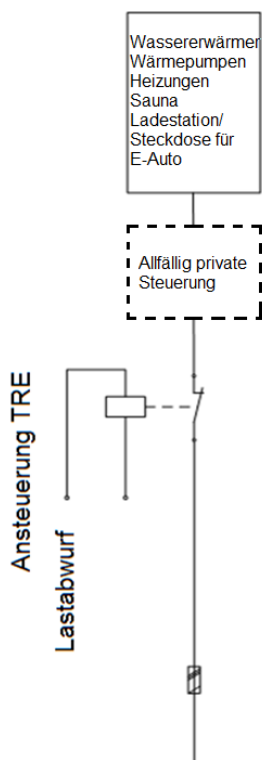 Wassererwärmer
Wärmepumpen
Heizungen
Sauna
Ladestation/
Steckdose für
E-Auto
Allfällig private
Steuerung
Ansteuerung TRE
Lastabwurf